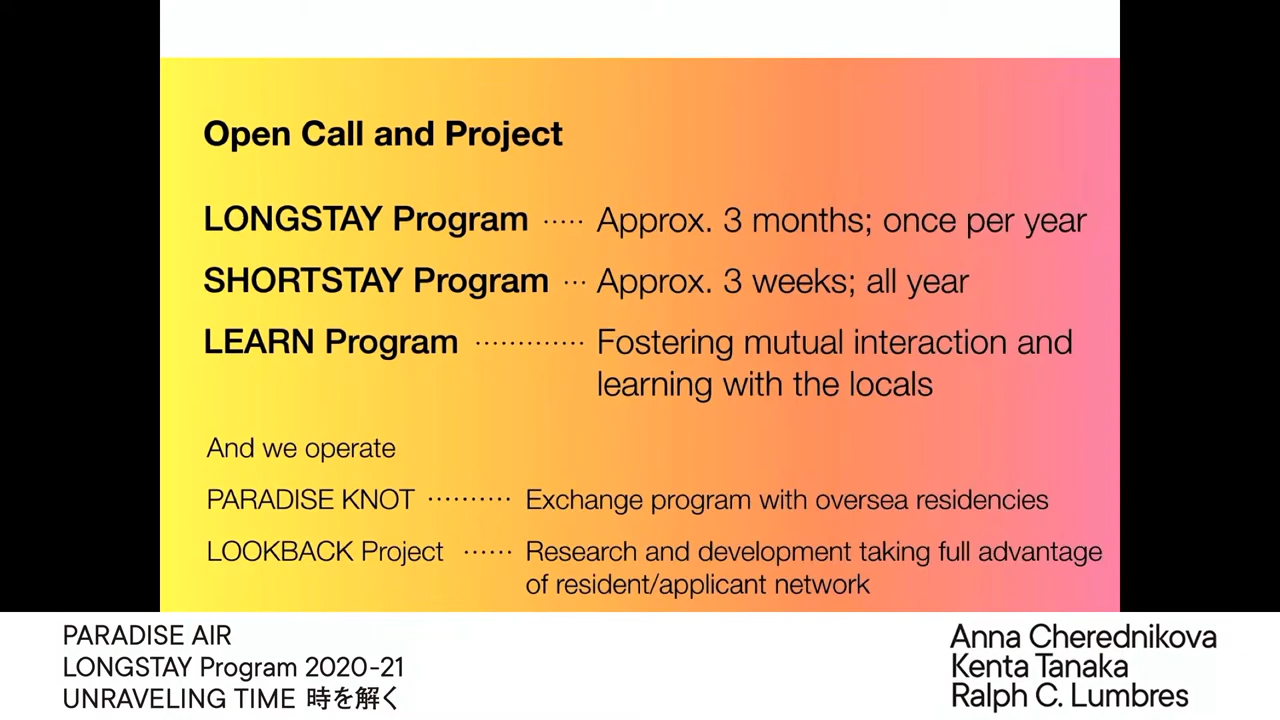 Open Call and Project
LONGSTAY Program ····· Approx. 3 months; once per year
SHORTSTAY Program ··· Approx. 3 weeks; all year
LEARN Program ············· Fostering mutual interaction and
learning with the locals
And we operate
PARADISE KNOT ·········· Exchange program with oversea residencies
LOOKBACK Project ······ Research and development taking full advantage
of resident/applicant network
PARADISE AIR
LONGSTAY Program 2020-21
UNRAVELING TIME 時を解く
Anna Cherednikova
Kenta Tanaka
Ralph C. Lumbres